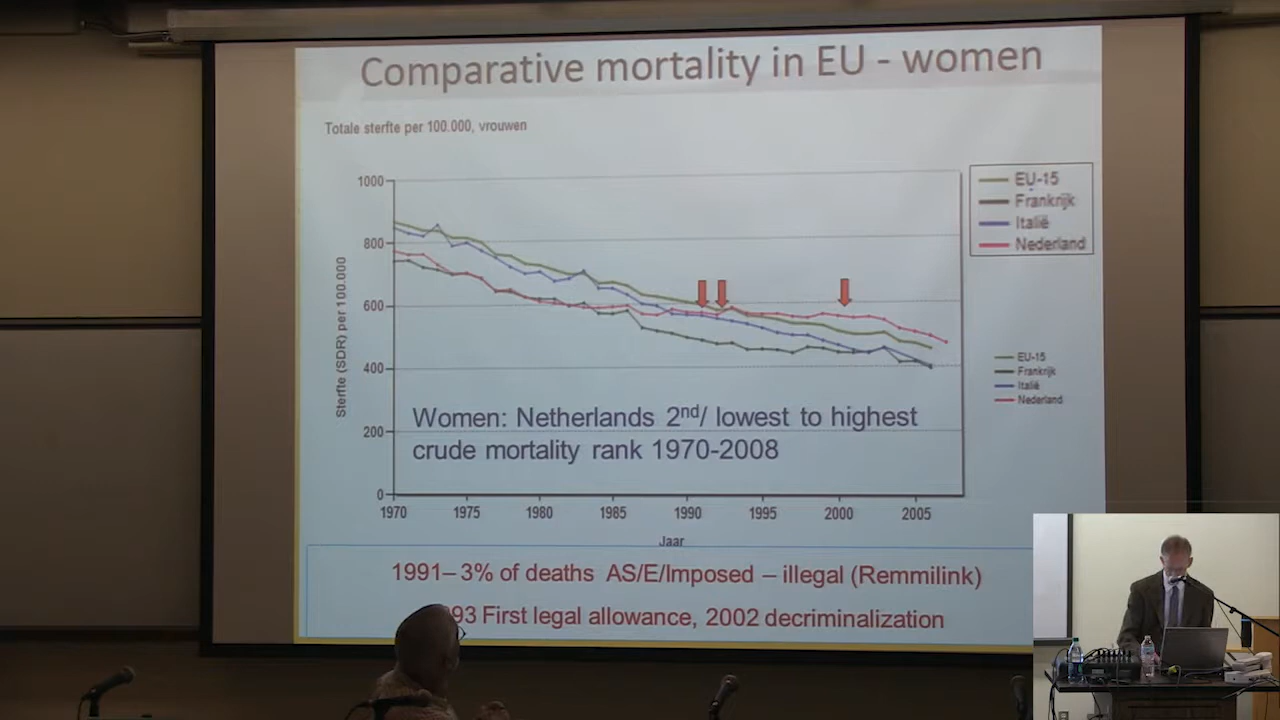 Comparative mortality in EU - women
Totale sterfte per 100.000, vrouwen
Sterfte (SDR) per 100.000
1000
800
600
400
200
0
1970 1975 1980 1985 1990 1995 2000 2005
Jaar
EU-15
Frankrijk
Italië
Nederland
EU-15
Frankrijk
Italië
Nederland
Women: Netherlands 2nd/ lowest to highest
crude mortality rank 1970-2008
1991– 3% of deaths AS/E/Imposed – illegal (Remmilink)
93 First legal allowance, 2002 decriminalization